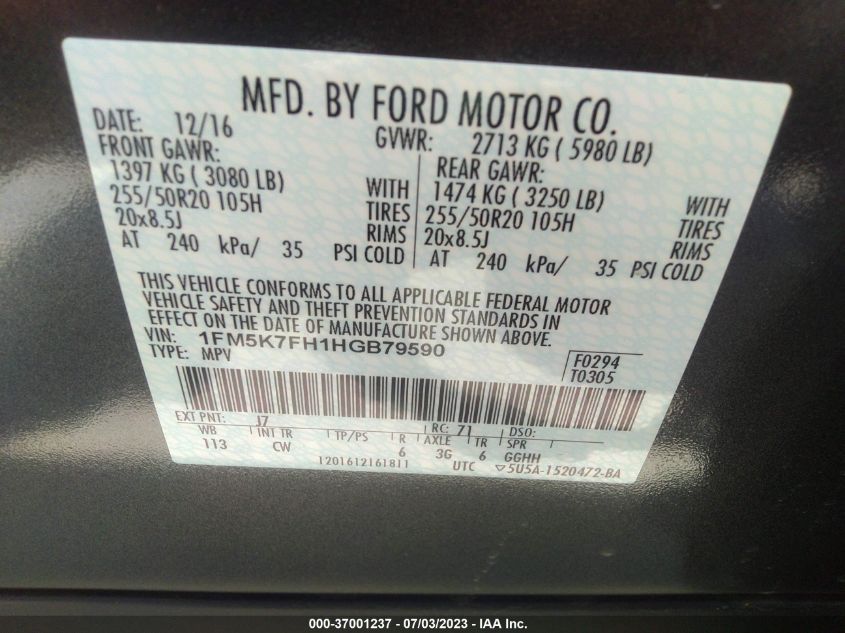 MFD. BY FORD MOTOR CO.
DATE: 12/16 GVWR: 2713 KG ( 5980 LB)
FRONT GAWR: REAR GAWR:
1397 KG ( 3080 LB) WITH 1474 KG ( 3250 LB) WITH
255/50R20 105H TIRES 255/50R20 105H TIRES
20x8.5J RIMS 20x8.5J RIMS
AT 240 kPa/ 35 PSI COLD AT 240 kPa/ 35 PSI COLD
THIS VEHICLE CONFORMS TO ALL APPLICABLE FEDERAL MOTOR
VEHICLE SAFETY AND THEFT PREVENTION STANDARDS IN
EFFECT ON THE DATE OF MANUFACTURE SHOWN ABOVE.
VIN: 1FM5K7FH1HGB79590
TYPE: MPV
F0294
T0305
EXT PNT: J7 RC: 71 DSO:
WB INT TR TP/PS R AXLE TR SPR
113 CW 6 3G 6 GGHH
1201612161811 UTC ▽5U5A-1520472-BA
000-37001237 - 07/03/2023 - IAA Inc.